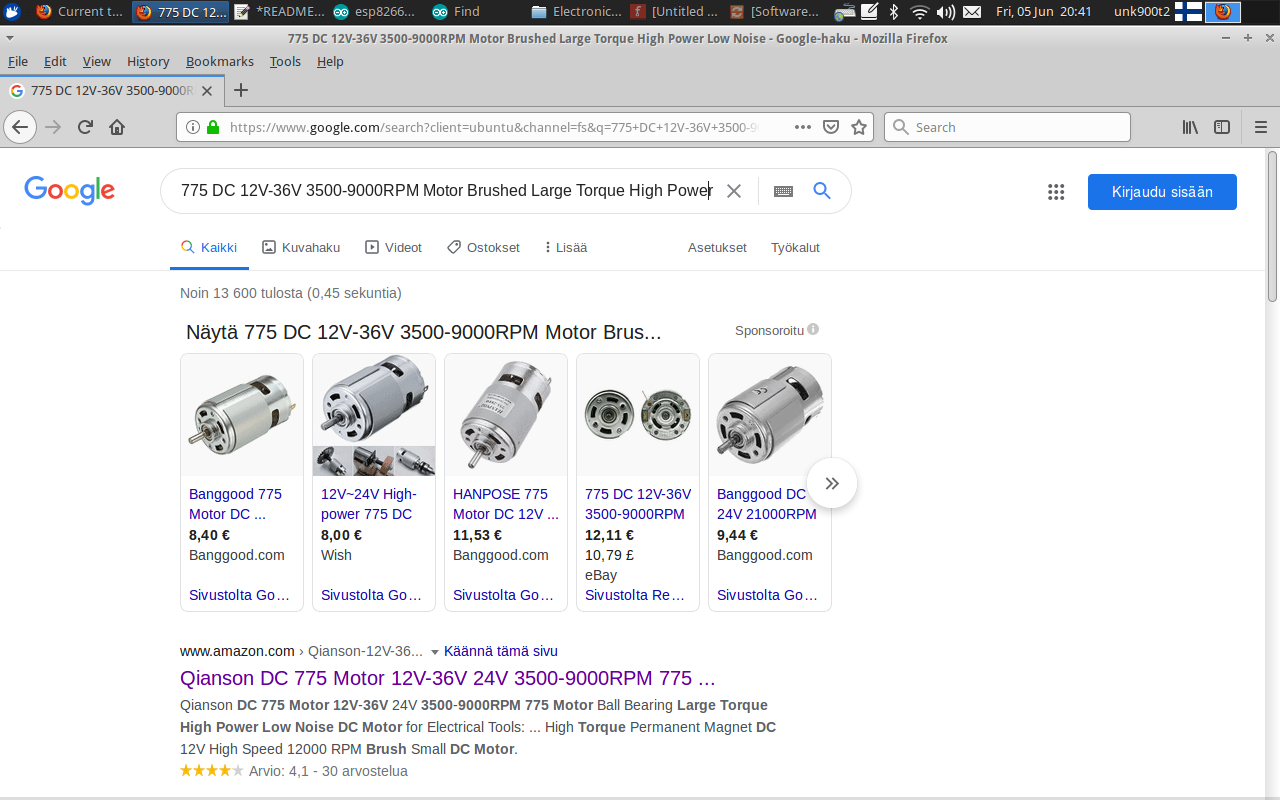 Current t...
775 DC 12...
*README...
esp8266...
Find
Electronic...
[Untitled ...
[Software...
Fri, 05 Jun 20:41
unk900t2
775 DC 12V-36V 3500-9000RPM Motor Brushed Large Torque High Power Low Noise - Google-haku - Mozilla Firefox
File Edit View History Bookmarks Tools Help
775 DC 12V-36V 3500-9000R
https://www.google.com/search?client=ubuntu&channel=fs&q=775+DC+12V-36V+3500-9
Search
Google
775 DC 12V-36V 3500-9000RPM Motor Brushed Large Torque High Power
Kirjaudu sisään
Kaikki Kuvahaku Videot Ostokset Lisää Asetukset Työkalut
Noin 13 600 tulosta (0,45 sekuntia)
Näytä 775 DC 12V-36V 3500-9000RPM Motor Brus...
Sponsoroitu
Banggood 775
Motor DC ...
8,40 €
Banggood.com
Sivustolta Go...
12V~24V High-
power 775 DC
8,00 €
Wish
Sivustolta Go...
HANPOSE 775
Motor DC 12V ...
11,53 €
Banggood.com
Sivustolta Go...
775 DC 12V-36V
3500-9000RPM
12,11 €
10,79 £
eBay
Sivustolta Re...
Banggood DC
24V 21000RPM
9,44 €
Banggood.com
Sivustolta Go...
www.amazon.com › Qianson-12V-36... Käännä tämä sivu
Qianson DC 775 Motor 12V-36V 24V 3500-9000RPM 775 ...
Qianson DC 775 Motor 12V-36V 24V 3500-9000RPM 775 Motor Ball Bearing Large Torque
High Power Low Noise DC Motor for Electrical Tools: ... High Torque Permanent Magnet DC
12V High Speed 12000 RPM Brush Small DC Motor.
Arvio: 4,1 - 30 arvostelua